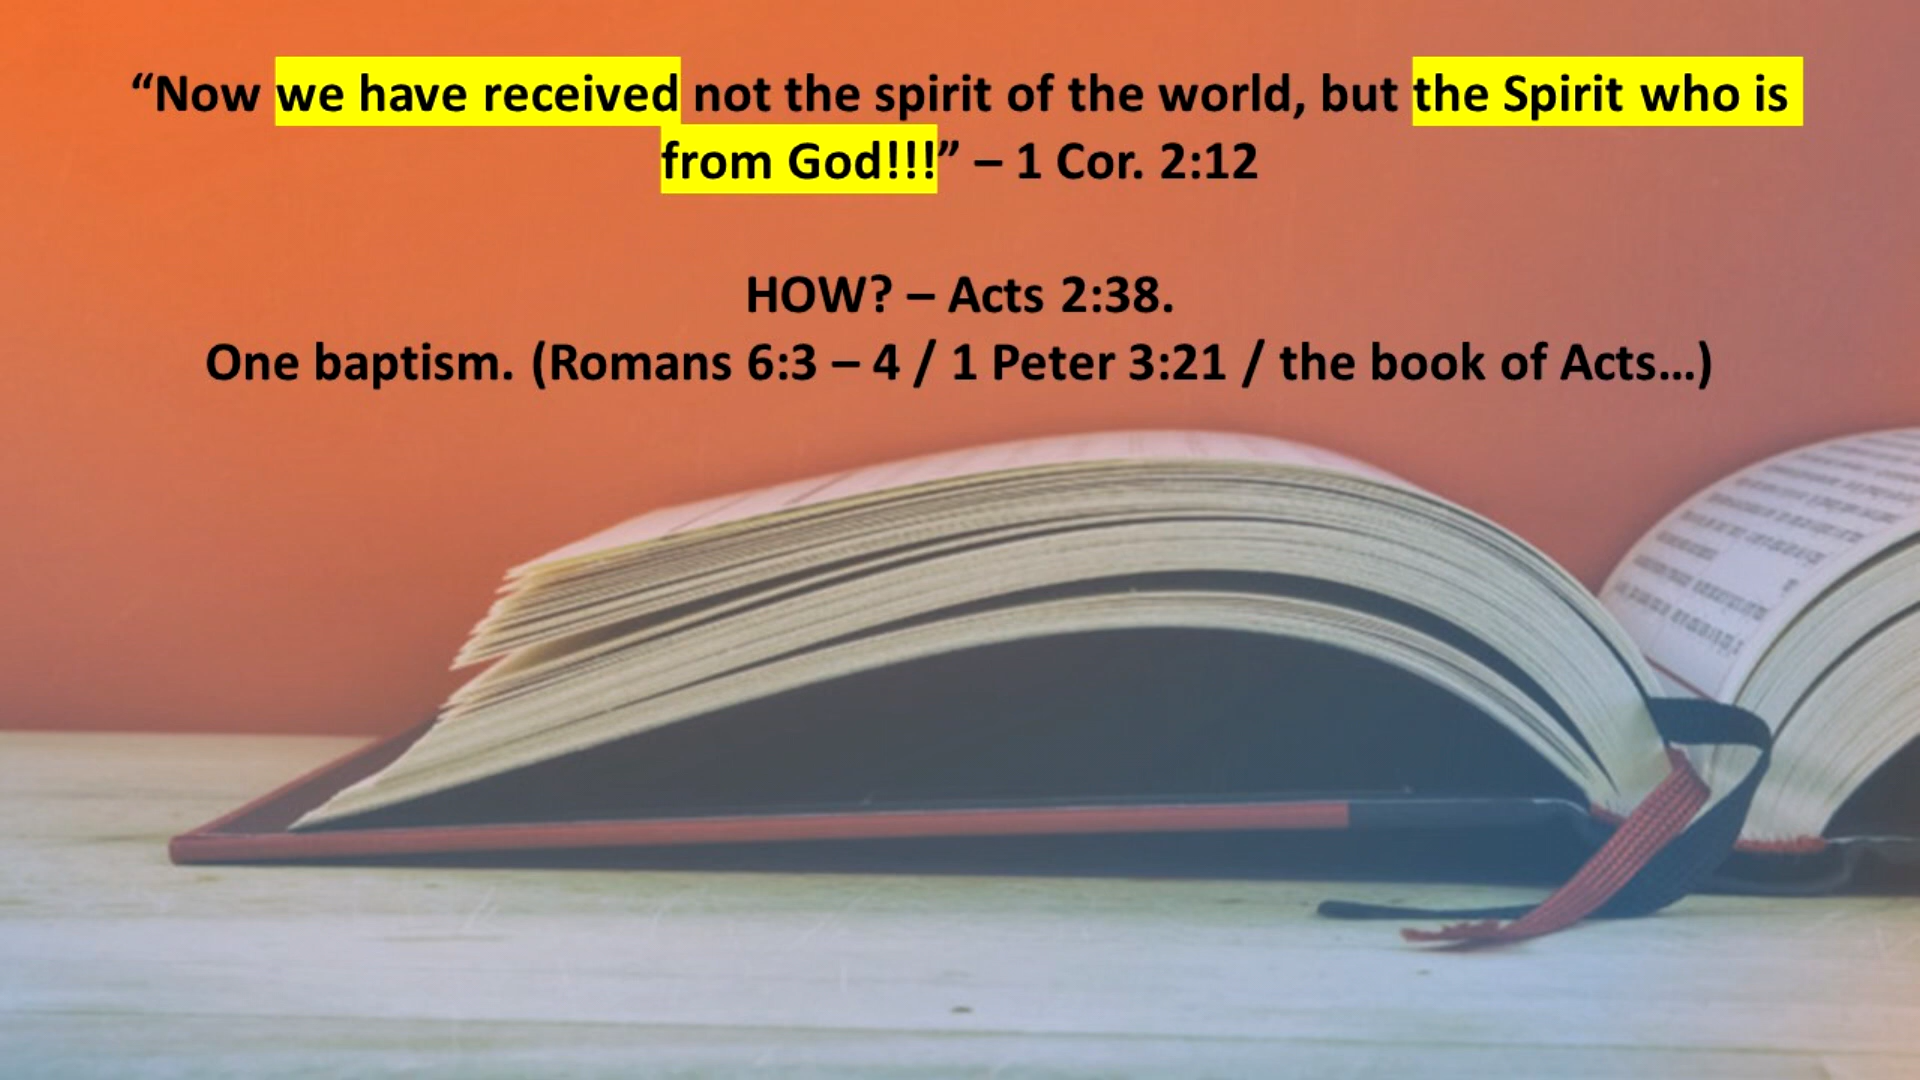 “Now we have received not the spirit of the world, but the Spirit who is
from God!!!” – 1 Cor. 2:12
HOW? – Acts 2:38.
One baptism. (Romans 6:3 – 4 / 1 Peter 3:21 / the book of Acts…)